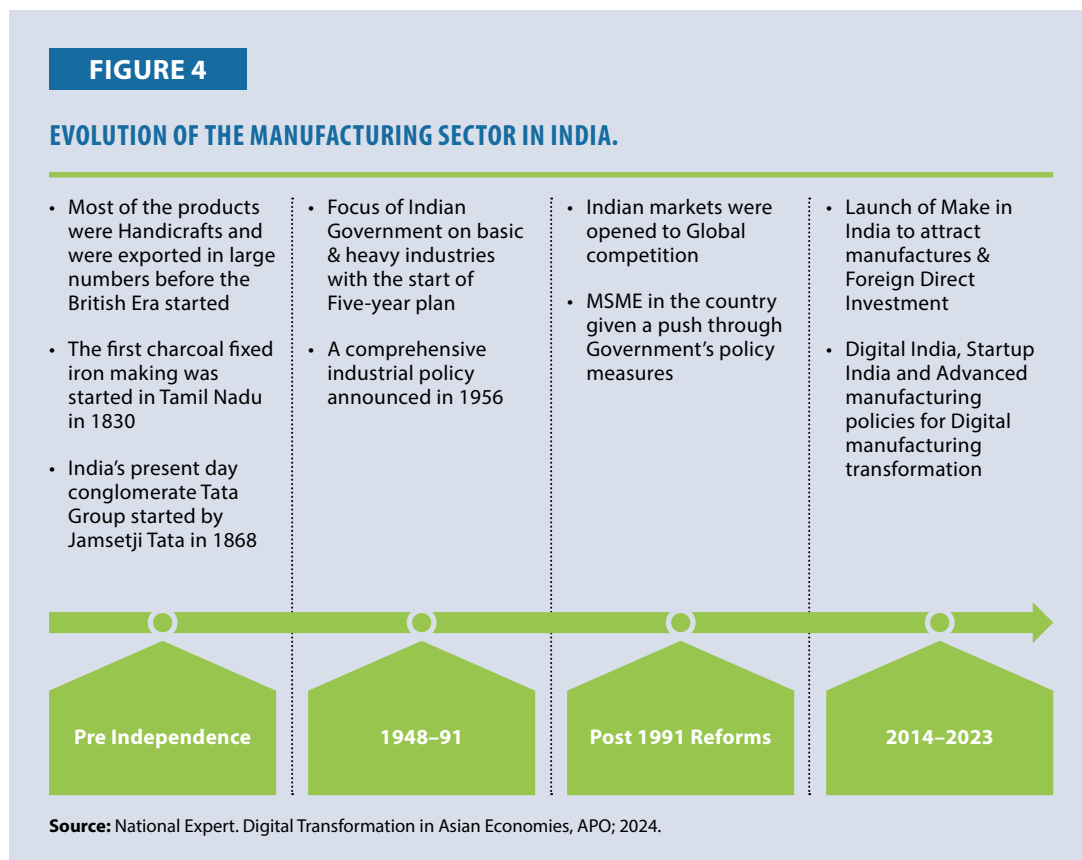 FIGURE 4
EVOLUTION OF THE MANUFACTURING SECTOR IN INDIA.
• Most of the products
were Handicrafts and
were exported in large
numbers before the
British Era started
• The first charcoal fixed
iron making was
started in Tamil Nadu
in 1830
• India's present day
conglomerate Tata
Group started by
Jamsetji Tata in 1868
• Focus of Indian
Government on basic
& heavy industries
with the start of
Five-year plan
• A comprehensive
industrial policy
announced in 1956
• Indian markets were
opened to Global
competition
• MSME in the country
given a push through
Government's policy
measures
• Launch of Make in
India to attract
manufactures &
Foreign Direct
Investment
• Digital India, Startup
India and Advanced
manufacturing
policies for Digital
manufacturing
transformation
Pre Independence
1948–91
Post 1991 Reforms
2014–2023
Source: National Expert. Digital Transformation in Asian Economies, APO; 2024.